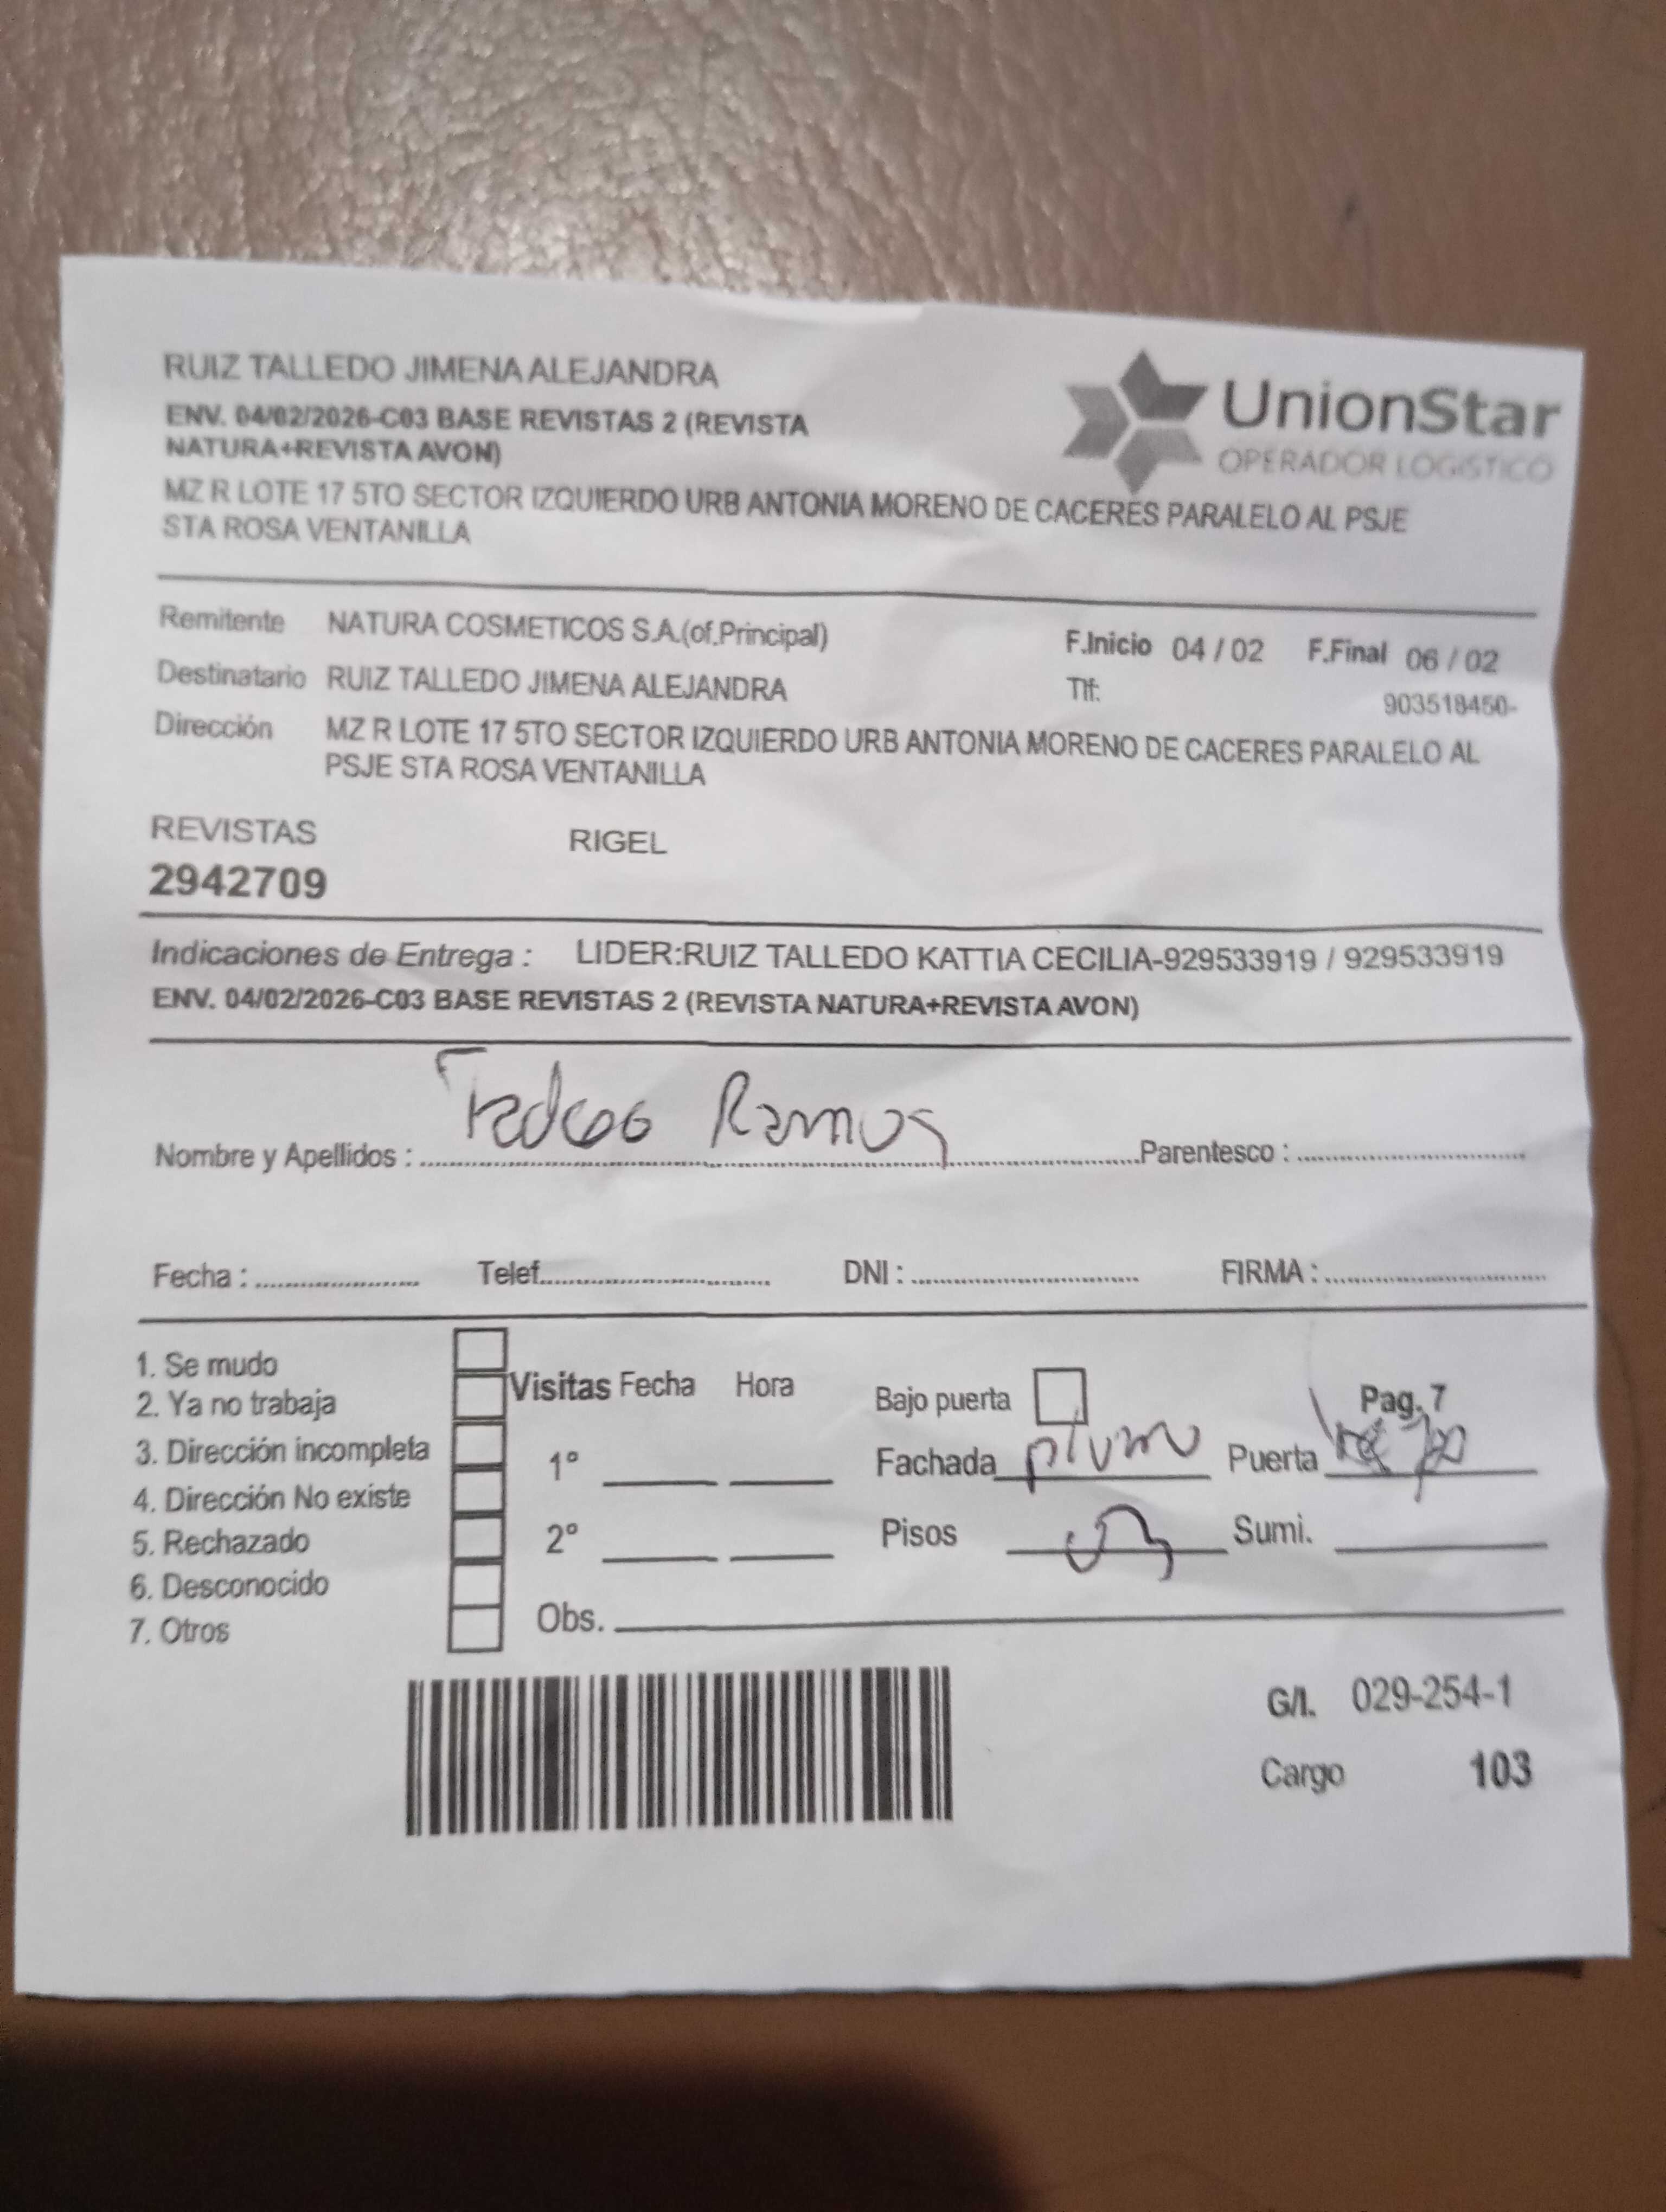 RUIZ TALLEDO JIMENA ALEJANDRA
ENV. 04/02/2026-C03 BASE REVISTAS 2 (REVISTA
NATURA+REVISTA AVON)
MZ R LOTE 17 5TO SECTOR IZQUIERDO URB ANTONIA MORENO DE CACERES PARALELO AL PSJE
STA ROSA VENTANILLA
UnionStar
OPERADOR LOGISTICO
Remitente NATURA COSMETICOS S.A.(of.Principal) F.Inicio 04 / 02 F.Final 06 / 02
Destinatario RUIZ TALLEDO JIMENA ALEJANDRA Tlf: 903518450-
Dirección MZ R LOTE 17 5TO SECTOR IZQUIERDO URB ANTONIA MORENO DE CACERES PARALELO AL
PSJE STA ROSA VENTANILLA
REVISTAS RIGEL
2942709
Indicaciones de Entrega : LIDER:RUIZ TALLEDO KATTIA CECILIA-929533919 / 929533919
ENV. 04/02/2026-C03 BASE REVISTAS 2 (REVISTA NATURA+REVISTA AVON)
Nombre y Apellidos : Ramos Parentesco :
Fecha : Telef. DNI : FIRMA :
1. Se mudo
2. Ya no trabaja
3. Dirección incompleta
4. Dirección No existe
5. Rechazado
6. Desconocido
7. Otros
Visitas Fecha Hora
1°
2°
Obs.
Bajo puerta Pag. 7
Fachada plomo Puerta
Pisos Sumi.
G/I. 029-254-1
Cargo 103